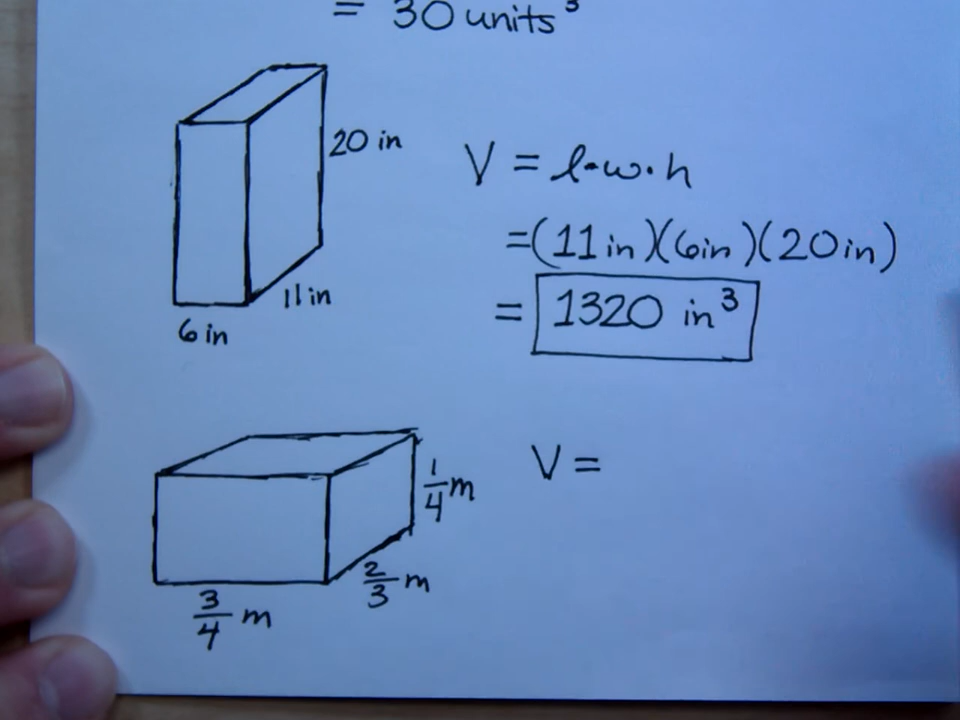 = 30 units³
20 in
11 in
6 in
V = l·w·h
=(11 in)(6in)(20in)
= 1320 in³
1/4 m
2/3 m
3/4 m
V =